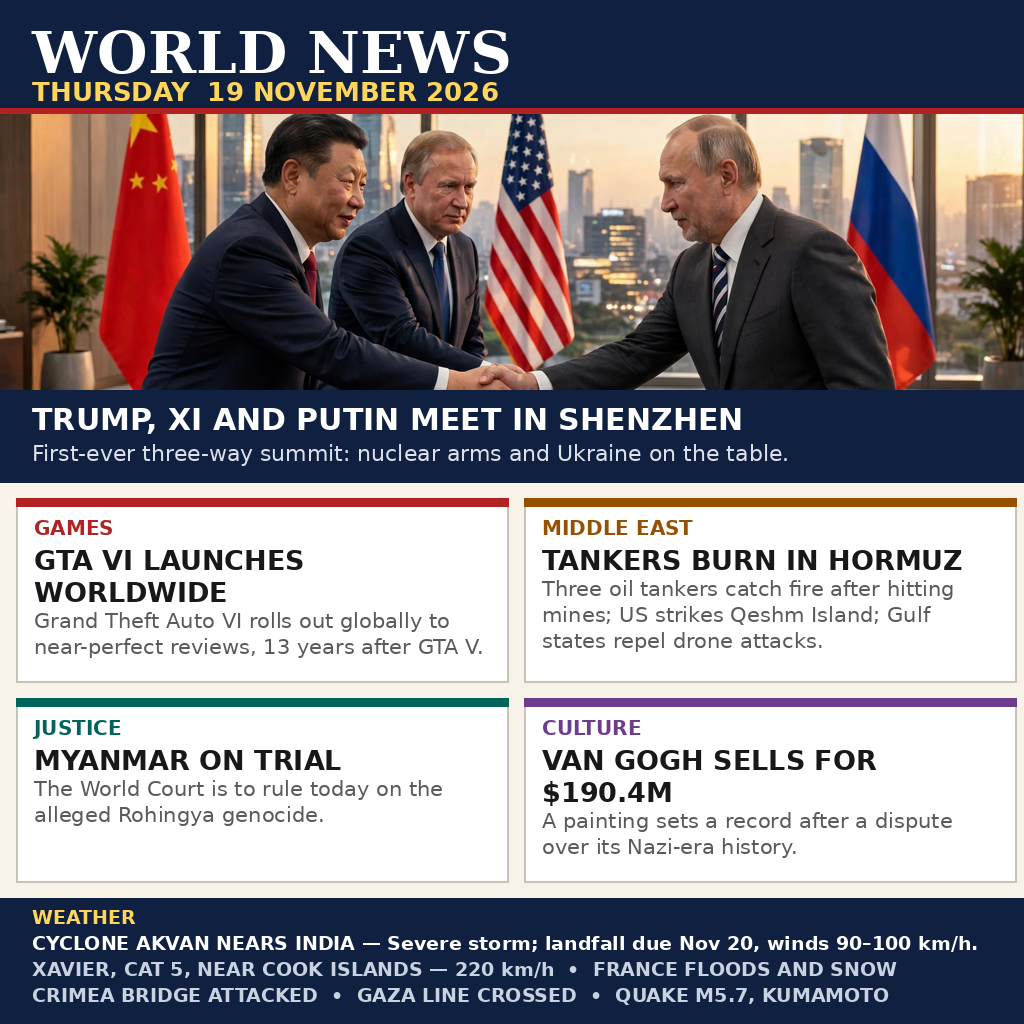 WORLD NEWS
THURSDAY 19 NOVEMBER 2026
TRUMP, XI AND PUTIN MEET IN SHENZHEN
First-ever three-way summit: nuclear arms and Ukraine on the table.
GAMES
GTA VI LAUNCHES
WORLDWIDE
Grand Theft Auto VI rolls out globally to
near-perfect reviews, 13 years after GTA V.
MIDDLE EAST
TANKERS BURN IN HORMUZ
Three oil tankers catch fire after hitting
mines; US strikes Qeshm Island; Gulf
states repel drone attacks.
JUSTICE
MYANMAR ON TRIAL
The World Court is to rule today on the
alleged Rohingya genocide.
CULTURE
VAN GOGH SELLS FOR
$190.4M
A painting sets a record after a dispute
over its Nazi-era history.
WEATHER
CYCLONE AKVAN NEARS INDIA — Severe storm; landfall due Nov 20, winds 90–100 km/h.
XAVIER, CAT 5, NEAR COOK ISLANDS — 220 km/h • FRANCE FLOODS AND SNOW
CRIMEA BRIDGE ATTACKED • GAZA LINE CROSSED • QUAKE M5.7, KUMAMOTO